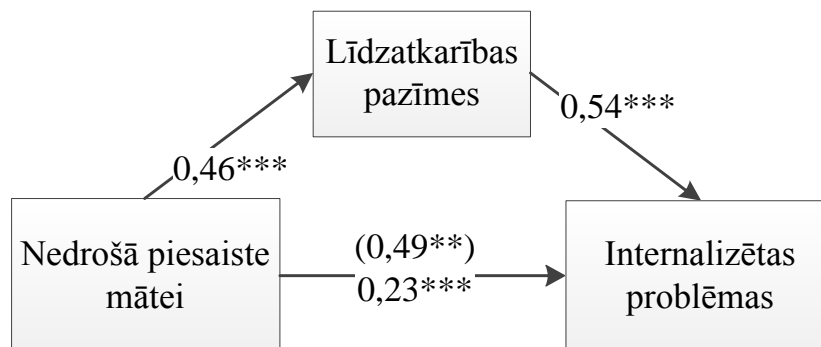 Līdzatkarības
pazīmes
0,46***
0,54***
Nedrošā piesaiste
mātei
(0,49**)
0,23***
Internalizētas
problēmas